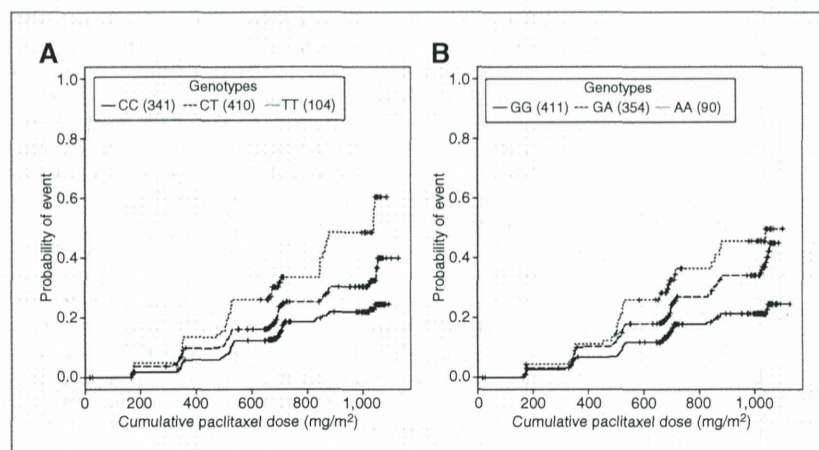 A
Genotypes
CC (341) CT (410) TT (104)
Probability of event
1.0
0.8
0.6
0.4
0.2
0.0
0 200 400 600 800 1,000
Cumulative paclitaxel dose (mg/m²)
B
Genotypes
GG (411) GA (354) AA (90)
Probability of event
1.0
0.8
0.6
0.4
0.2
0.0
0 200 400 600 800 1,000
Cumulative paclitaxel dose (mg/m²)